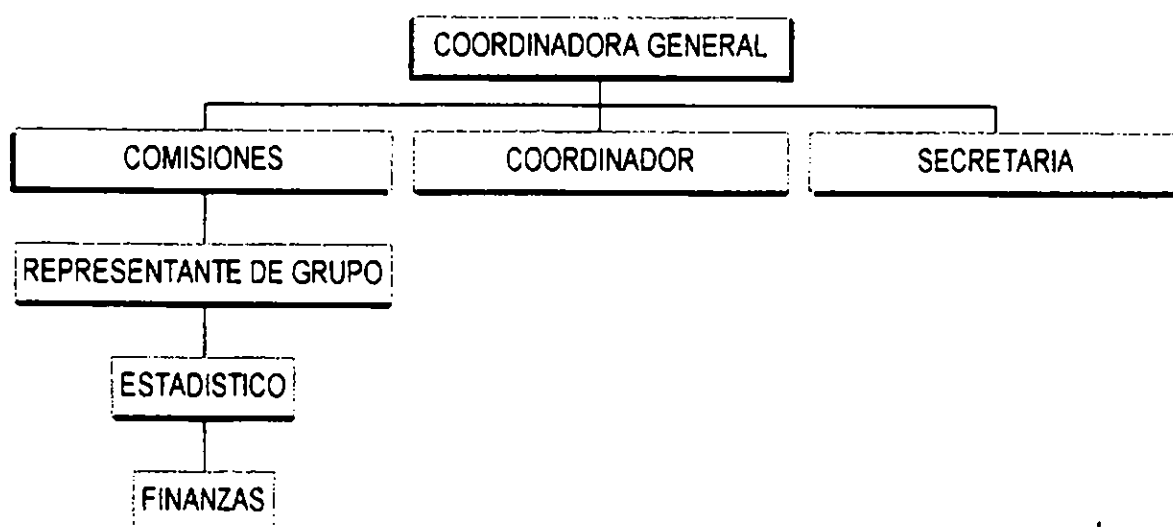 COORDINADORA GENERAL
COMISIONES
COORDINADOR
SECRETARIA
REPRESENTANTE DE GRUPO
ESTADISTICO
FINANZAS